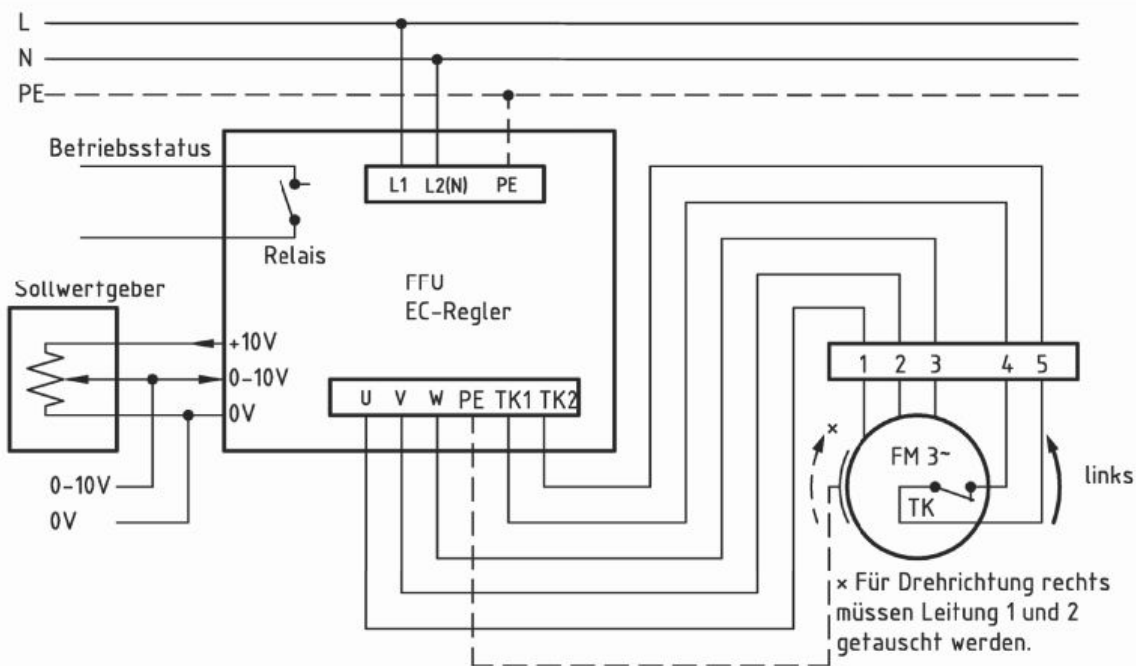 L
N
PE
Betriebsstatus
L1 L2(N) PE
Relais
Sollwertgeber
FFU
EC-Regler
+10V
0-10V
0V
U V W PE TK1 TK2
1 2 3 4 5
×
FM 3~
TK
links
0-10V
0V
× Für Drehrichtung rechts
müssen Leitung 1 und 2
getauscht werden.